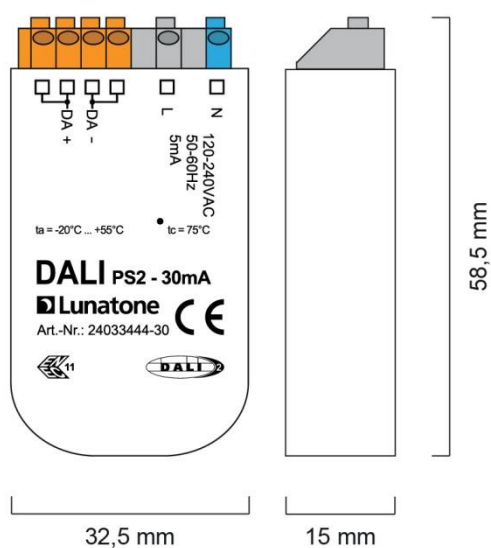 DA +
DA -
L
N
120-240VAC
50-60Hz
5mA
ta = -20°C ... +55°C
tc = 75°C
DALI PS2 - 30mA
Lunatone
Art.-Nr.: 24033444-30
CE
11
DALI 2
58,5 mm
32,5 mm
15 mm